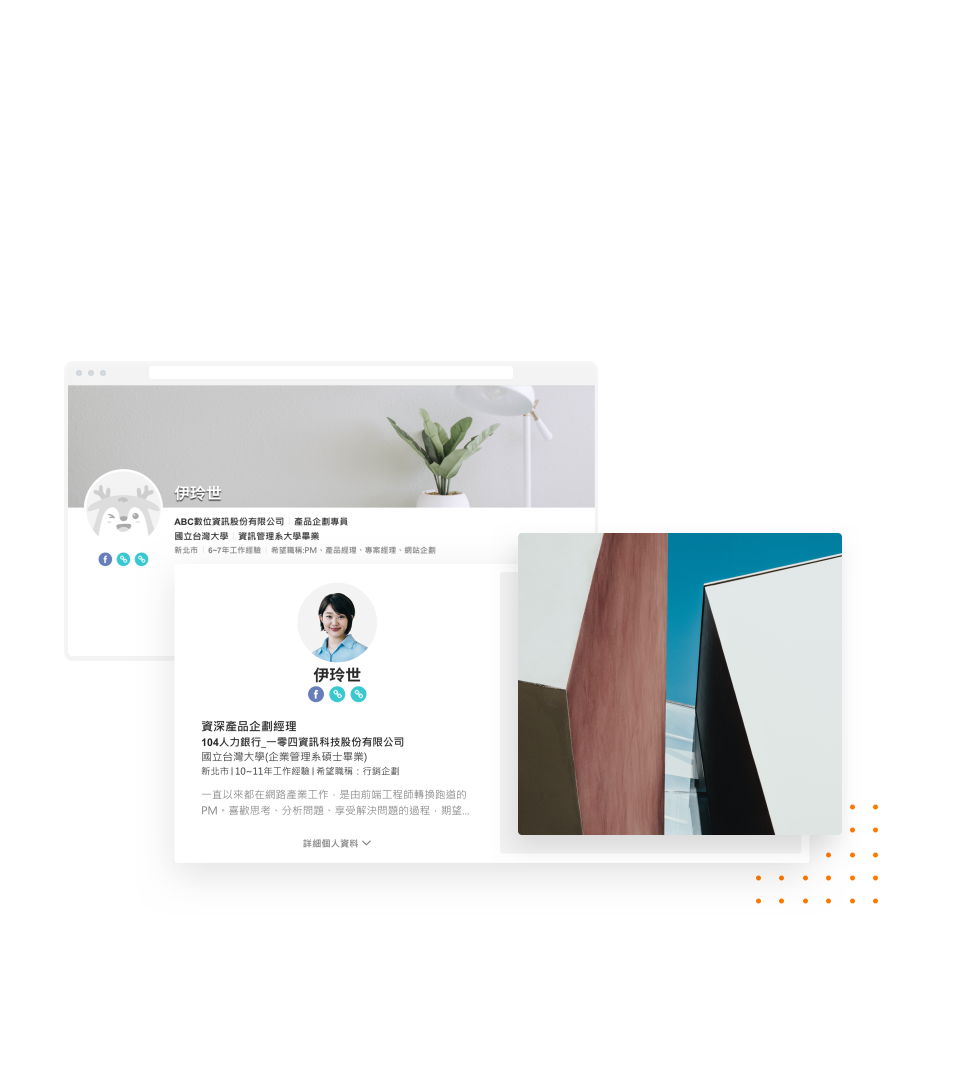 伊玲世
ABC數位資訊股份有限公司 | 產品企劃專員
國立台灣大學 | 資訊管理系大學畢業
新北市 | 6~7年工作經驗 | 希望職稱:PM、產品經理、專案經理、網站企劃
伊玲世
資深產品企劃經理
104人力銀行_一零四資訊科技股份有限公司
國立台灣大學(企業管理系碩士畢業)
新北市 | 10~11年工作經驗 | 希望職稱：行銷企劃
一直以來都在網路產業工作，是由前端工程師轉換跑道的
PM。喜歡思考、分析問題、享受解決問題的過程，期望...
詳細個人資料